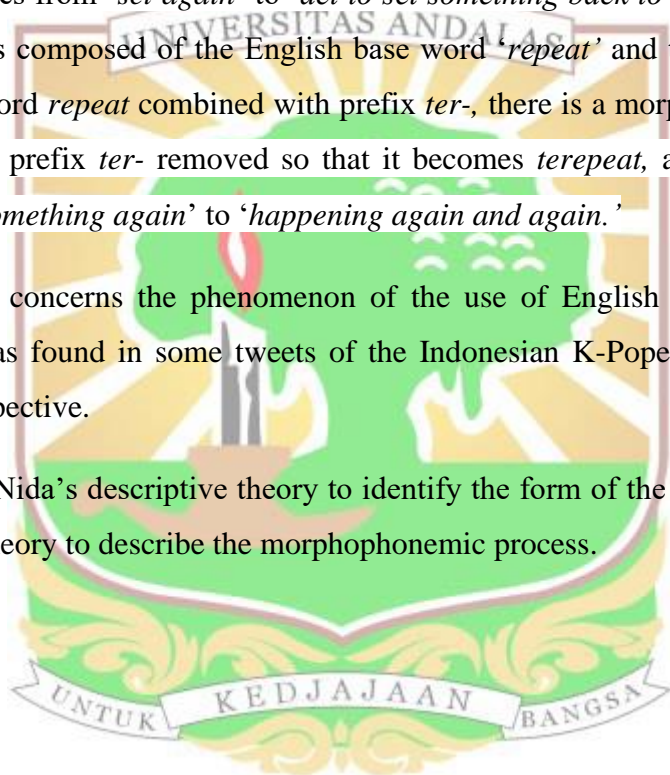 set again' to 'act to set something back to
UNIVERSITAS ANDALAS
s composed of the English base word 'repeat' and
ord repeat combined with prefix ter-, there is a morp
prefix ter- removed so that it becomes terepeat, a
omething again' to 'happening again and again.'
concerns the phenomenon of the use of English
as found in some tweets of the Indonesian K-Pope
pective.
Nida's descriptive theory to identify the form of the
eory to describe the morphophonemic process.
UNTUK KEDJAJAAN BANGSA